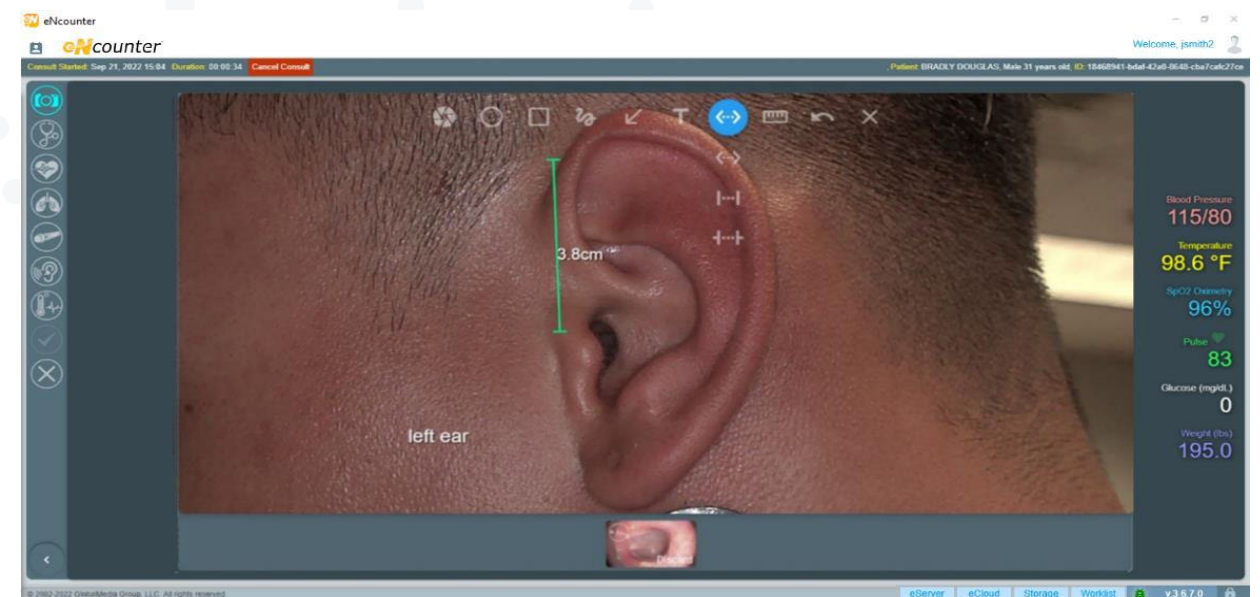 eNcounter
eNcounter
Welcome, jsmith2
Consult Started: Sep 21, 2022 15:04 Duration: 00:00:34 Cancel Consult
, Patient: BRADLY DOUGLAS, Male 31 years old, ID: 18468941-bdaf-42a0-8648-cba7cafc27ce
3.8cm
left ear
Blood Pressure
115/80
Temperature
98.6 °F
SpO2 Oximetry
96%
Pulse
83
Glucose (mg/dL)
0
Weight (lbs)
195.0
Discard
© 2002-2022 GlobalMedia Group, LLC. All rights reserved.
eServer eCloud Storage Worklist v.3.6.7.0